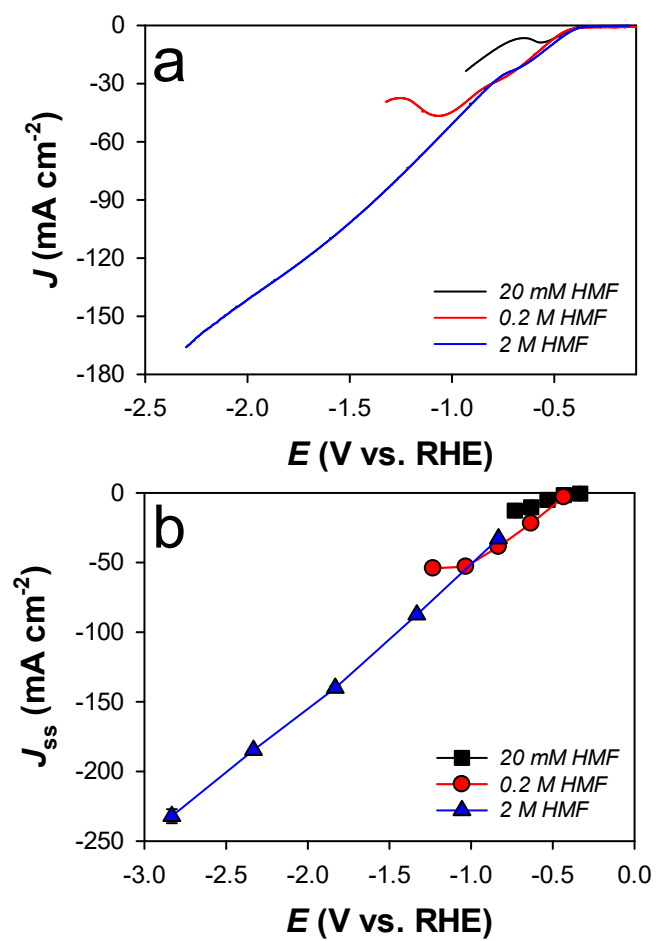 a
0
-30
-60
-90
-120
-150
-180
J (mA cm-2)
20 mM HMF
0.2 M HMF
2 M HMF
-2.5 -2.0 -1.5 -1.0 -0.5
E (V vs. RHE)
b
0
-50
-100
-150
-200
-250
Jss (mA cm-2)
20 mM HMF
0.2 M HMF
2 M HMF
-3.0 -2.5 -2.0 -1.5 -1.0 -0.5 0.0
E (V vs. RHE)